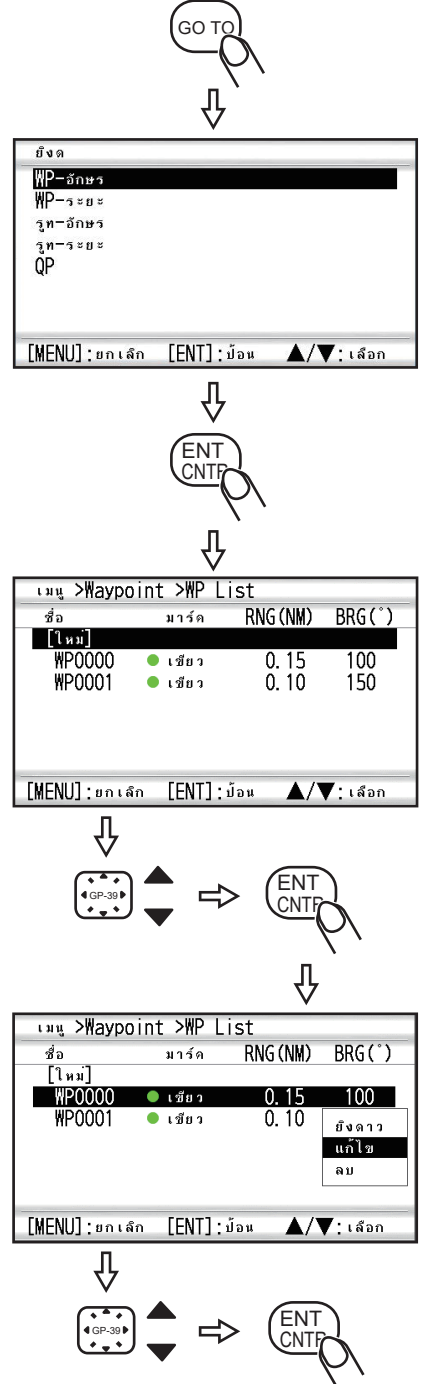 GO TO
ยิงด
WP-อักษร
WP-ระยะ
รูท-อักษร
รูท-ระยะ
QP
[MENU]:ยกเลิก [ENT]:ป้อน ▲/▼:เลือก
ENT
CNTR
เมนู >Waypoint >WP List
ชื่อ มาร์ค RNG(NM) BRG(°)
[ใหม่]
WP0000 ● เขียว 0.15 100
WP0001 ● เขียว 0.10 150
[MENU]:ยกเลิก [ENT]:ป้อน ▲/▼:เลือก
GP-39
ENT
CNTR
เมนู >Waypoint >WP List
ชื่อ มาร์ค RNG(NM) BRG(°)
[ใหม่]
WP0000 ● เขียว 0.15 100
WP0001 ● เขียว 0.10
ยิงดาว
แก้ไข
ลบ
[MENU]:ยกเลิก [ENT]:ป้อน ▲/▼:เลือก
GP-39
ENT
CNTR